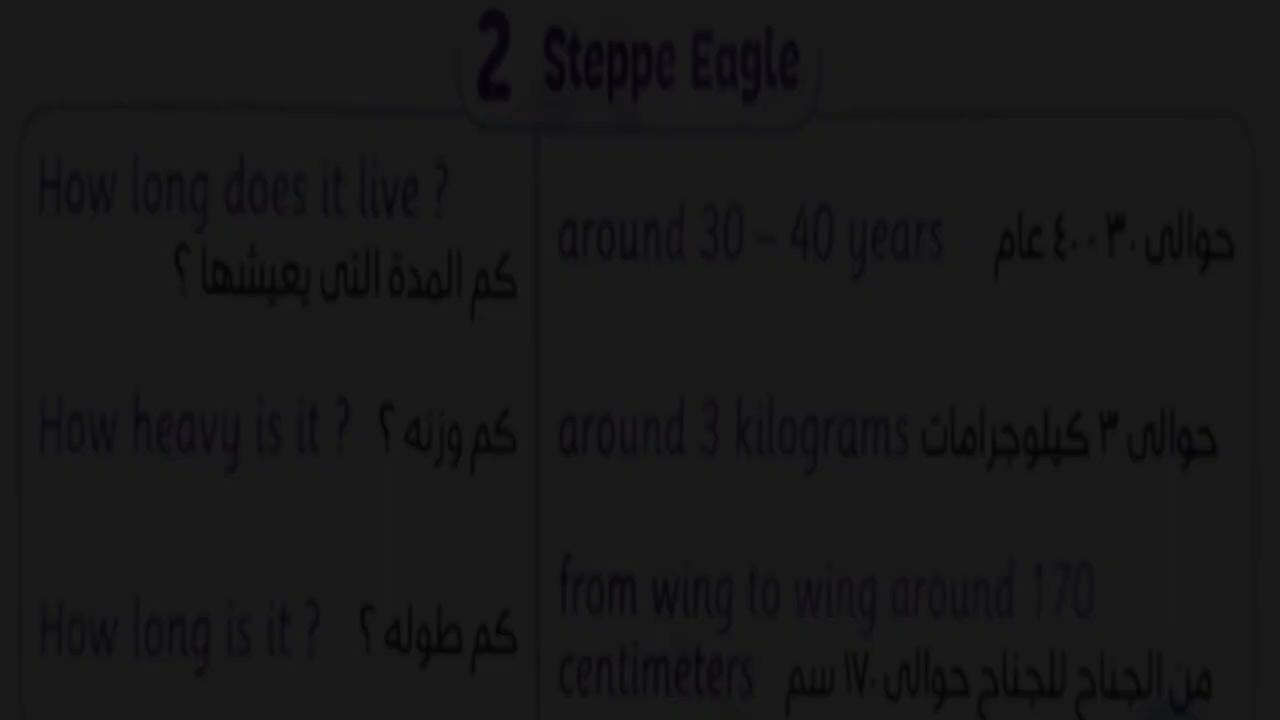 2 Steppe Eagle
How long does it live ?
كم المدة التى يعيشها ؟
around 30 – 40 years حوالى ٣٠ - ٤٠ عام
How heavy is it ? كم وزنه ؟
around 3 kilograms حوالى ٣ كيلوجرامات
How long is it ? كم طوله ؟
from wing to wing around 170
centimeters من الجناح للجناح حوالى ١٧٠ سم